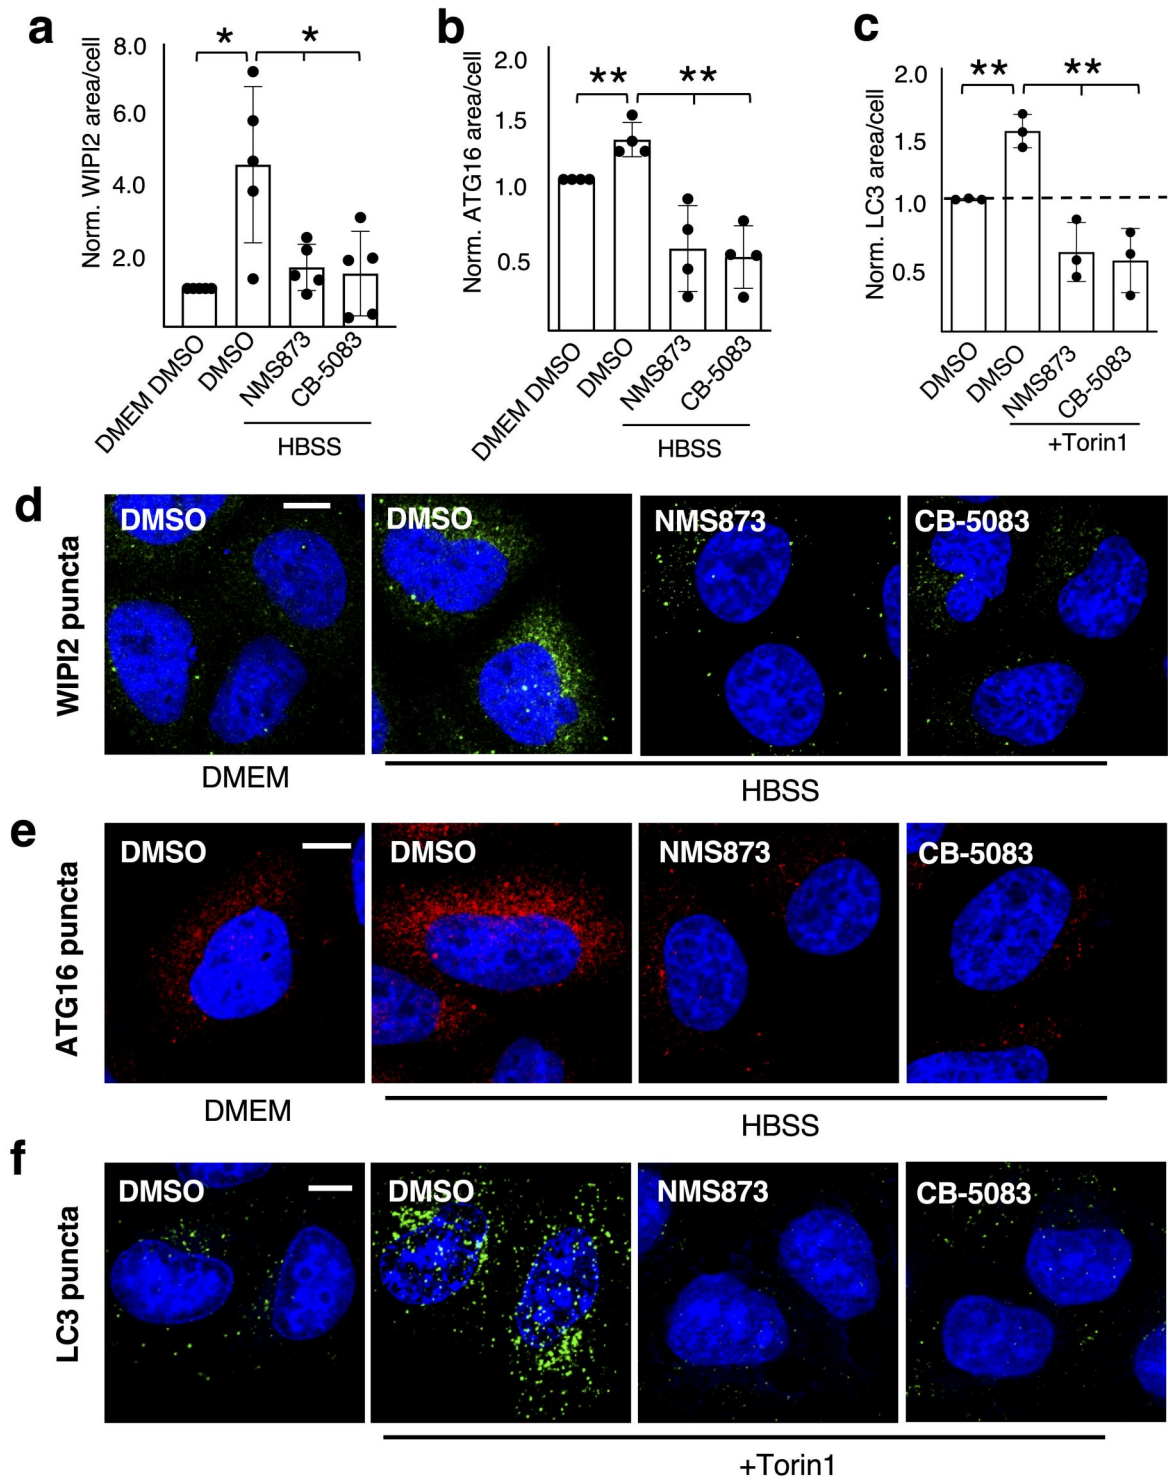 a
Norm. WIPI2 area/cell
8.0
6.0
4.0
2.0
* *
DMEM DMSO
DMSO
NMS873
CB-5083
HBSS
b
Norm. ATG16 area/cell
2.0
1.5
1.0
0.5
** **
DMEM DMSO
DMSO
NMS873
CB-5083
HBSS
c
Norm. LC3 area/cell
2.0
1.5
1.0
0.5
** **
DMSO
DMSO
NMS873
CB-5083
+Torin1
d
WIPI2 puncta
DMSO
DMSO
NMS873
CB-5083
DMEM
HBSS
e
ATG16 puncta
DMSO
DMSO
NMS873
CB-5083
DMEM
HBSS
f
LC3 puncta
DMSO
DMSO
NMS873
CB-5083
+Torin1